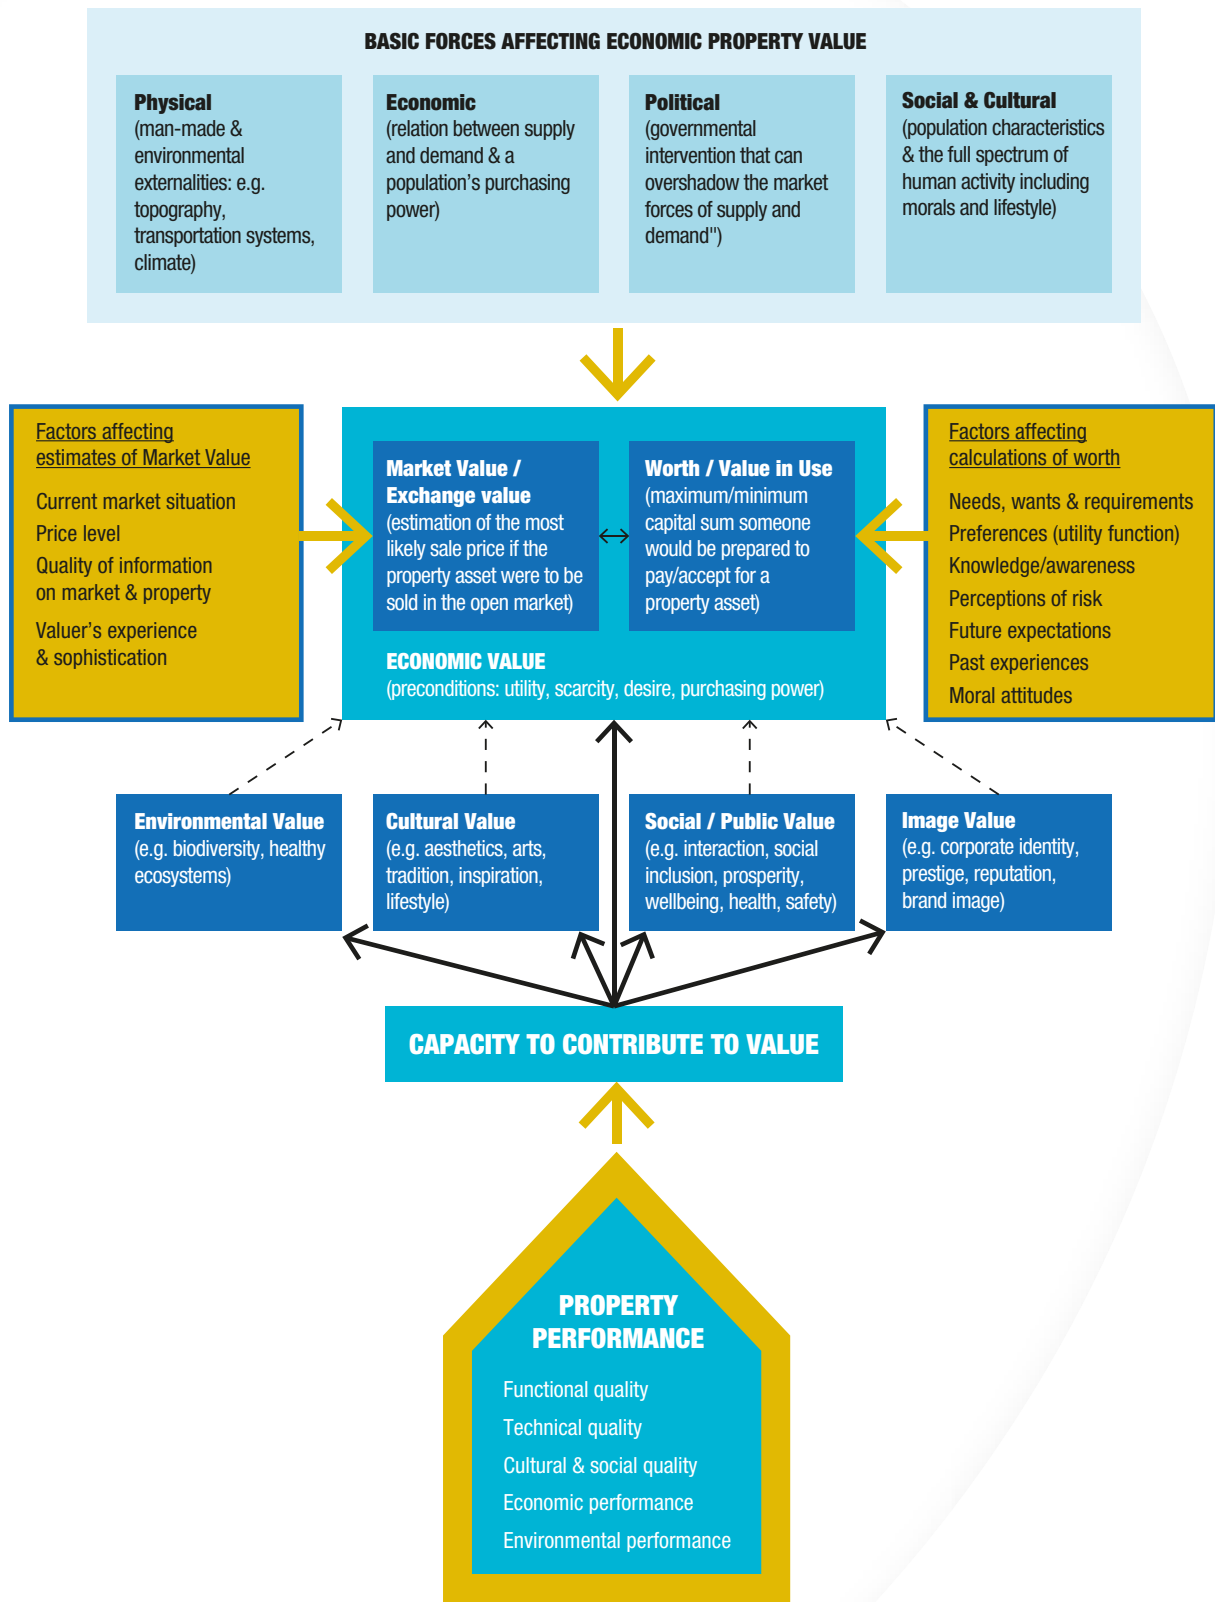 BASIC FORCES AFFECTING ECONOMIC PROPERTY VALUE
Physical
(man-made &
environmental
externalities: e.g.
topography,
transportation systems,
climate)
Economic
(relation between supply
and demand & a
population's purchasing
power)
Political
(governmental
intervention that can
overshadow the market
forces of supply and
demand")
Social & Cultural
(population characteristics
& the full spectrum of
human activity including
morals and lifestyle)
Factors affecting
estimates of Market Value
Current market situation
Price level
Quality of information
on market & property
Valuer's experience
& sophistication
Market Value /
Exchange value
(estimation of the most
likely sale price if the
property asset were to be
sold in the open market)
Worth / Value in Use
(maximum/minimum
capital sum someone
would be prepared to
pay/accept for a
property asset)
ECONOMIC VALUE
(preconditions: utility, scarcity, desire, purchasing power)
Factors affecting
calculations of worth
Needs, wants & requirements
Preferences (utility function)
Knowledge/awareness
Perceptions of risk
Future expectations
Past experiences
Moral attitudes
Environmental Value
(e.g. biodiversity, healthy
ecosystems)
Cultural Value
(e.g. aesthetics, arts,
tradition, inspiration,
lifestyle)
Social / Public Value
(e.g. interaction, social
inclusion, prosperity,
wellbeing, health, safety)
Image Value
(e.g. corporate identity,
prestige, reputation,
brand image)
CAPACITY TO CONTRIBUTE TO VALUE
PROPERTY
PERFORMANCE
Functional quality
Technical quality
Cultural & social quality
Economic performance
Environmental performance